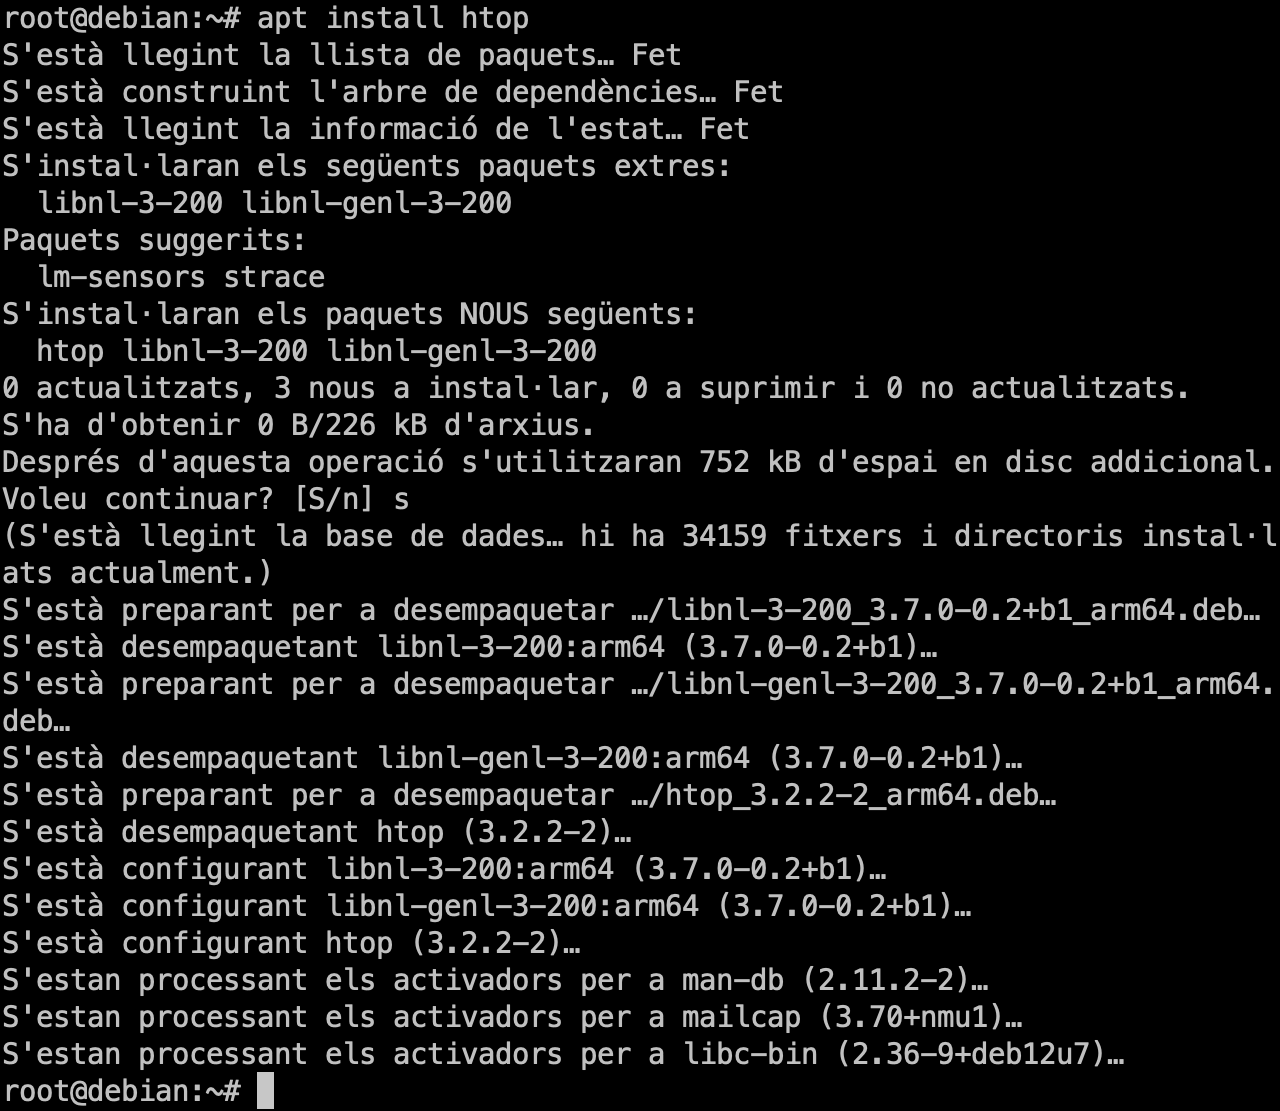 root@debian:~# apt install htop
S'està llegint la llista de paquets… Fet
S'està construint l'arbre de dependències… Fet
S'està llegint la informació de l'estat… Fet
S'instal·laran els següents paquets extres:
  libnl-3-200 libnl-genl-3-200
Paquets suggerits:
  lm-sensors strace
S'instal·laran els paquets NOUS següents:
  htop libnl-3-200 libnl-genl-3-200
0 actualitzats, 3 nous a instal·lar, 0 a suprimir i 0 no actualitzats.
S'ha d'obtenir 0 B/226 kB d'arxius.
Després d'aquesta operació s'utilitzaran 752 kB d'espai en disc addicional.
Voleu continuar? [S/n] s
(S'està llegint la base de dades… hi ha 34159 fitxers i directoris instal·l
ats actualment.)
S'està preparant per a desempaquetar …/libnl-3-200_3.7.0-0.2+b1_arm64.deb…
S'està desempaquetant libnl-3-200:arm64 (3.7.0-0.2+b1)…
S'està preparant per a desempaquetar …/libnl-genl-3-200_3.7.0-0.2+b1_arm64.
deb…
S'està desempaquetant libnl-genl-3-200:arm64 (3.7.0-0.2+b1)…
S'està preparant per a desempaquetar …/htop_3.2.2-2_arm64.deb…
S'està desempaquetant htop (3.2.2-2)…
S'està configurant libnl-3-200:arm64 (3.7.0-0.2+b1)…
S'està configurant libnl-genl-3-200:arm64 (3.7.0-0.2+b1)…
S'està configurant htop (3.2.2-2)…
S'estan processant els activadors per a man-db (2.11.2-2)…
S'estan processant els activadors per a mailcap (3.70+nmu1)…
S'estan processant els activadors per a libc-bin (2.36-9+deb12u7)…
root@debian:~#